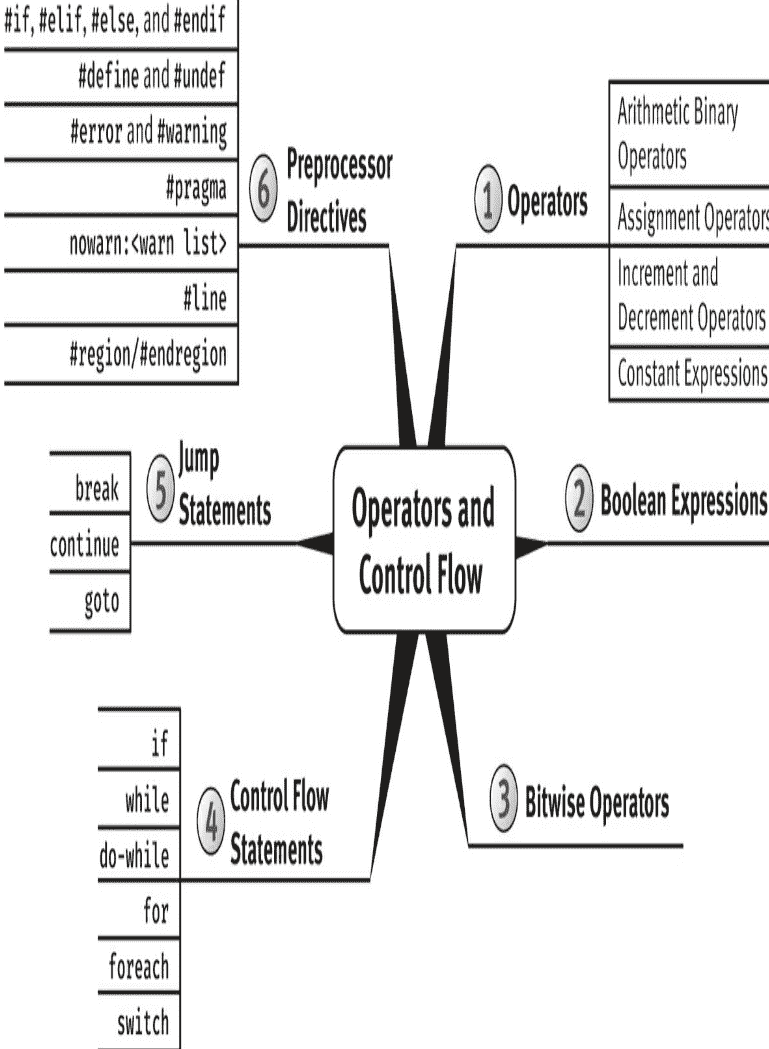 Operators and
Control Flow
1
Operators
Arithmetic Binary
Operators
Assignment Operators
Increment and
Decrement Operators
Constant Expressions
2
Boolean Expressions
3
Bitwise Operators
4
Control Flow
Statements
if
while
do-while
for
foreach
switch
5
Jump
Statements
break
continue
goto
6
Preprocessor
Directives
#if, #elif, #else, and #endif
#define and #undef
#error and #warning
#pragma
nowarn:<warn list>
#line
#region/#endregion